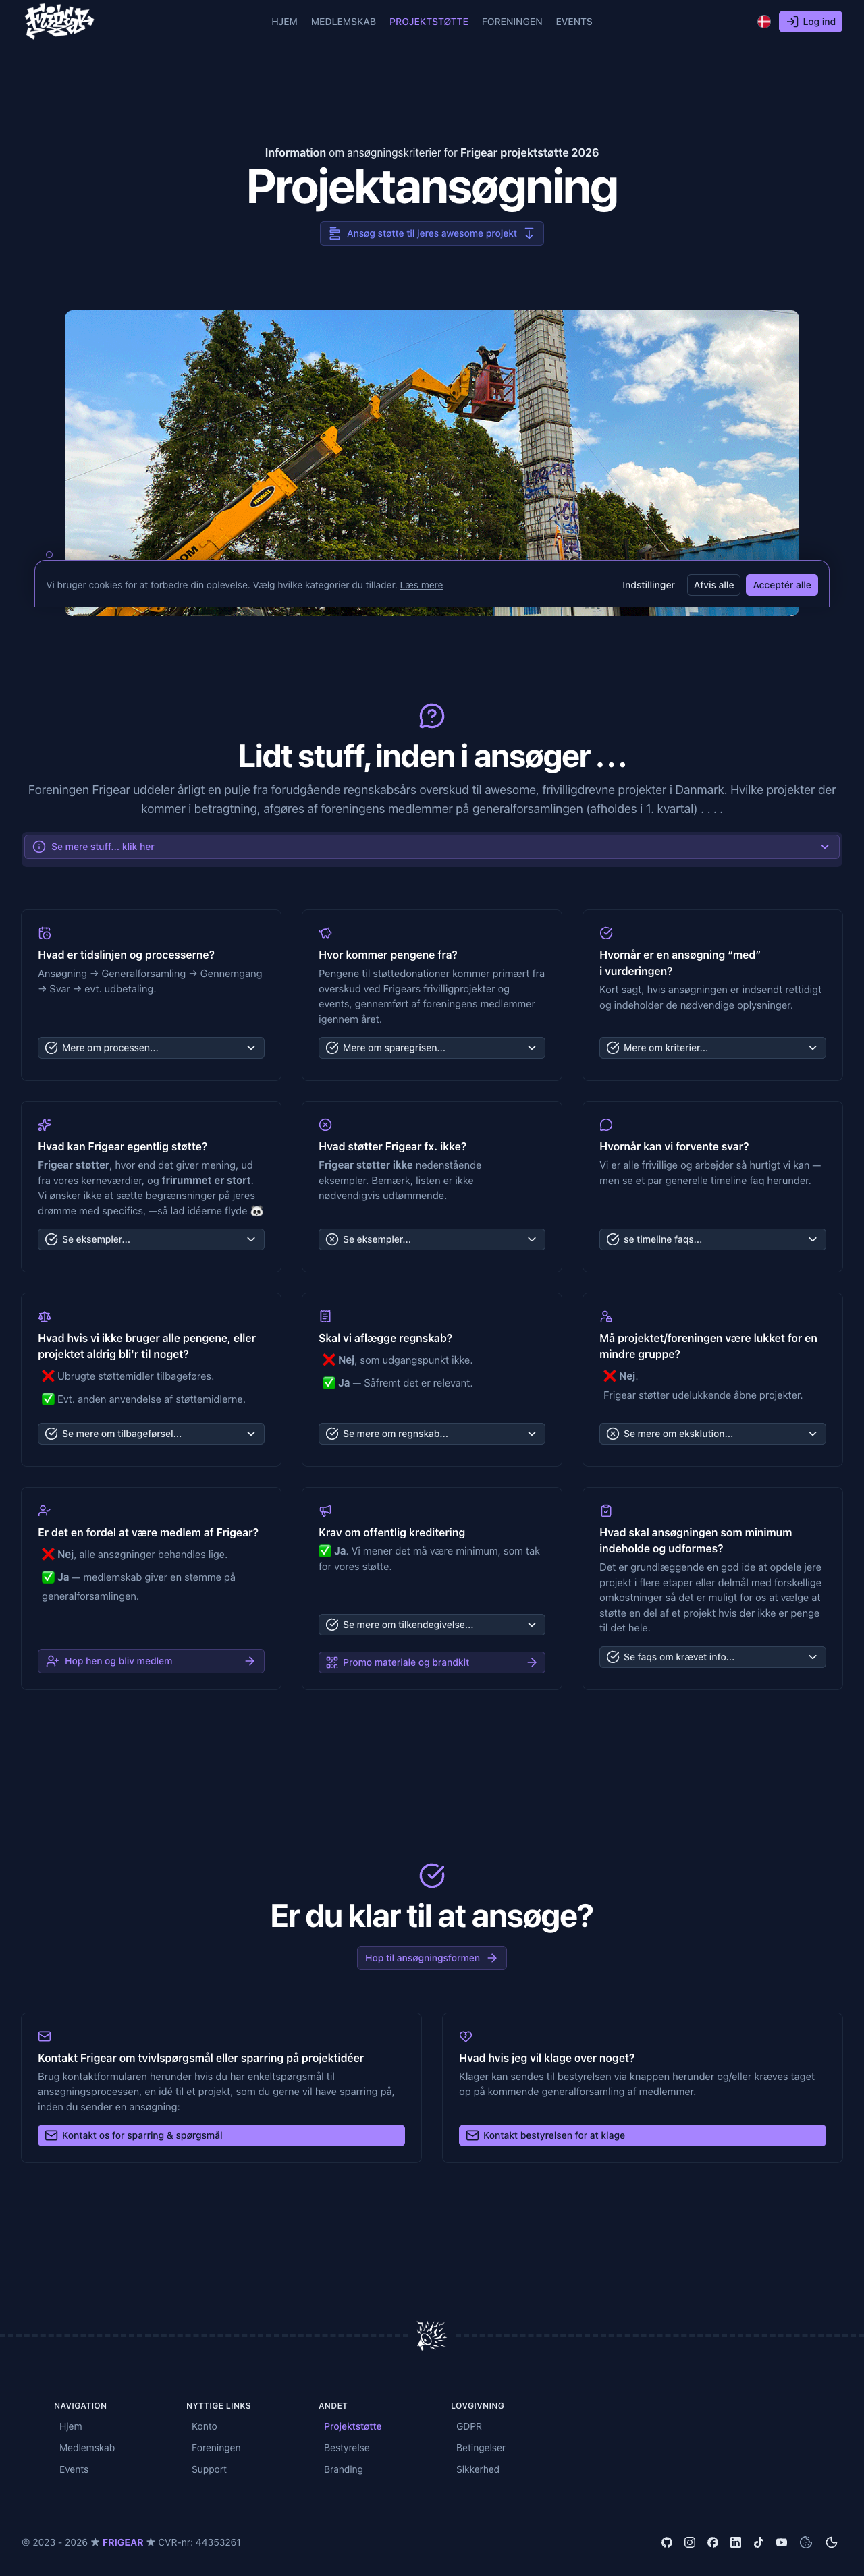 Frigear
HJEM MEDLEMSKAB PROJEKTSTØTTE FORENINGEN EVENTS
Log ind
Information om ansøgningskriterier for Frigear projektstøtte 2026
Projektansøgning
Ansøg støtte til jeres awesome projekt
Vi bruger cookies for at forbedre din oplevelse. Vælg hvilke kategorier du tillader. Læs mere
Indstillinger
Afvis alle
Acceptér alle
Lidt stuff, inden i ansøger . . .
Foreningen Frigear uddeler årligt en pulje fra forudgående regnskabsårs overskud til awesome, frivilligdrevne projekter i Danmark. Hvilke projekter der
kommer i betragtning, afgøres af foreningens medlemmer på generalforsamlingen (afholdes i 1. kvartal) . . . .
Se mere stuff... klik her
Hvad er tidslinjen og processerne?
Ansøgning → Generalforsamling → Gennemgang
→ Svar → evt. udbetaling.
Mere om processen...
Hvor kommer pengene fra?
Pengene til støttedonationer kommer primært fra
overskud ved Frigears frivilligprojekter og
events, gennemført af foreningens medlemmer
igennem året.
Mere om sparegrisen...
Hvornår er en ansøgning “med”
i vurderingen?
Kort sagt, hvis ansøgningen er indsendt rettidigt
og indeholder de nødvendige oplysninger.
Mere om kriterier...
Hvad kan Frigear egentlig støtte?
Frigear støtter, hvor end det giver mening, ud
fra vores kerneværdier, og frirummet er stort.
Vi ønsker ikke at sætte begrænsninger på jeres
drømme med specifics, —så lad idéerne flyde 🐼
Se eksempler...
Hvad støtter Frigear fx. ikke?
Frigear støtter ikke nedenstående
eksempler. Bemærk, listen er ikke
nødvendigvis udtømmende.
Se eksempler...
Hvornår kan vi forvente svar?
Vi er alle frivillige og arbejder så hurtigt vi kan —
men se et par generelle timeline faq herunder.
se timeline faqs...
Hvad hvis vi ikke bruger alle pengene, eller
projektet aldrig bli'r til noget?
❌ Ubrugte støttemidler tilbageføres.
✅ Evt. anden anvendelse af støttemidlerne.
Se mere om tilbageførsel...
Skal vi aflægge regnskab?
❌ Nej, som udgangspunkt ikke.
✅ Ja — Såfremt det er relevant.
Se mere om regnskab...
Må projektet/foreningen være lukket for en
mindre gruppe?
❌ Nej.
Frigear støtter udelukkende åbne projekter.
Se mere om eksklution...
Er det en fordel at være medlem af Frigear?
❌ Nej, alle ansøgninger behandles lige.
✅ Ja — medlemskab giver en stemme på
generalforsamlingen.
Hop hen og bliv medlem
Krav om offentlig kreditering
✅ Ja. Vi mener det må være minimum, som tak
for vores støtte.
Se mere om tilkendegivelse...
Promo materiale og brandkit
Hvad skal ansøgningen som minimum
indeholde og udformes?
Det er grundlæggende en god ide at opdele jere
projekt i flere etaper eller delmål med forskellige
omkostninger så det er muligt for os at vælge at
støtte en del af et projekt hvis der ikke er penge
til det hele.
Se faqs om krævet info...
Er du klar til at ansøge?
Hop til ansøgningsformen
Kontakt Frigear om tvivlspørgsmål eller sparring på projektidéer
Brug kontaktformularen herunder hvis du har enkeltspørgsmål til
ansøgningsprocessen, en idé til et projekt, som du gerne vil have sparring på,
inden du sender en ansøgning:
Kontakt os for sparring & spørgsmål
Hvad hvis jeg vil klage over noget?
Klager kan sendes til bestyrelsen via knappen herunder og/eller kræves taget
op på kommende generalforsamling af medlemmer.
Kontakt bestyrelsen for at klage
NAVIGATION
Hjem
Medlemskab
Events
NYTTIGE LINKS
Konto
Foreningen
Support
ANDET
Projektstøtte
Bestyrelse
Branding
LOVGIVNING
GDPR
Betingelser
Sikkerhed
© 2023 - 2026 ★ FRIGEAR ★ CVR-nr: 44353261